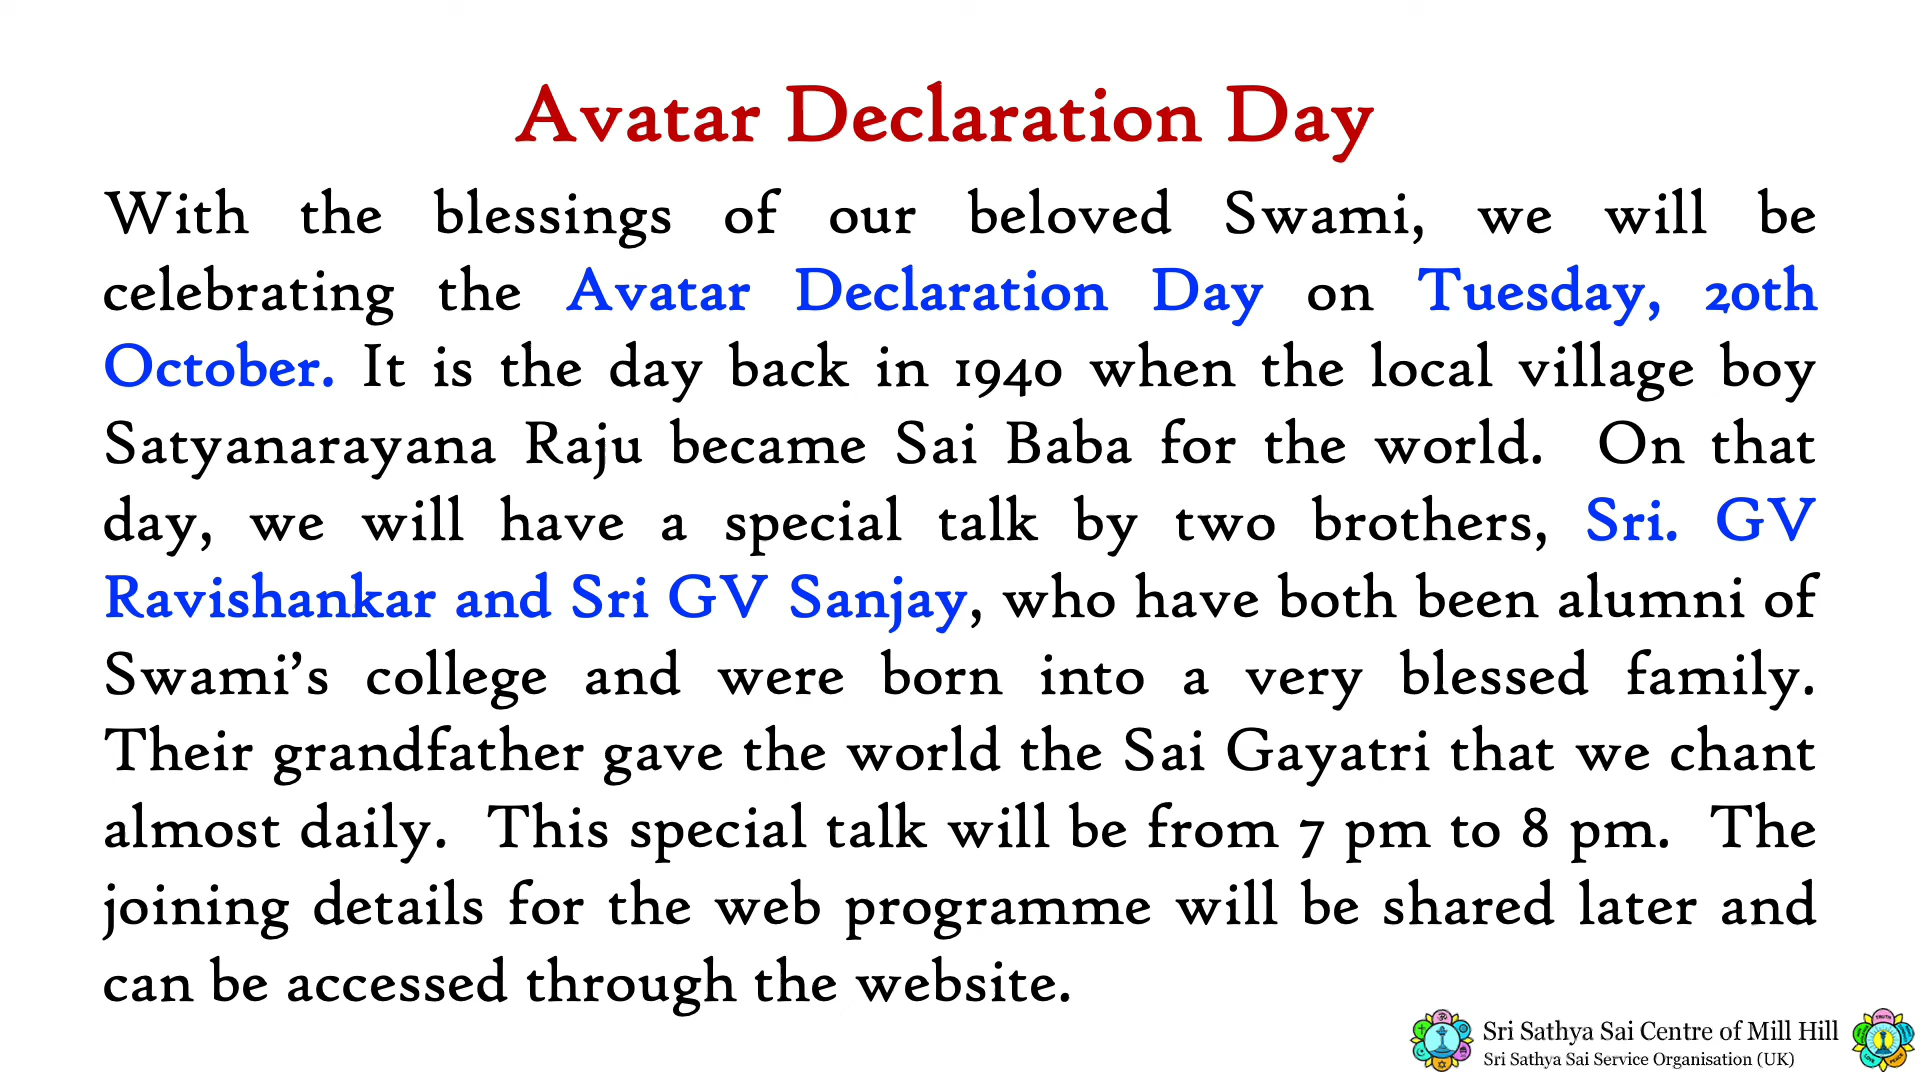 Avatar Declaration Day
With the blessings of our beloved Swami, we will be
celebrating the Avatar Declaration Day on Tuesday, 20th
October. It is the day back in 1940 when the local village boy
Satyanarayana Raju became Sai Baba for the world. On that
day, we will have a special talk by two brothers, Sri. GV
Ravishankar and Sri GV Sanjay, who have both been alumni of
Swami’s college and were born into a very blessed family.
Their grandfather gave the world the Sai Gayatri that we chant
almost daily. This special talk will be from 7 pm to 8 pm. The
joining details for the web programme will be shared later and
can be accessed through the website.
Sri Sathya Sai Centre of Mill Hill
Sri Sathya Sai Service Organisation (UK)
TRUTH
LOVE
PEACE